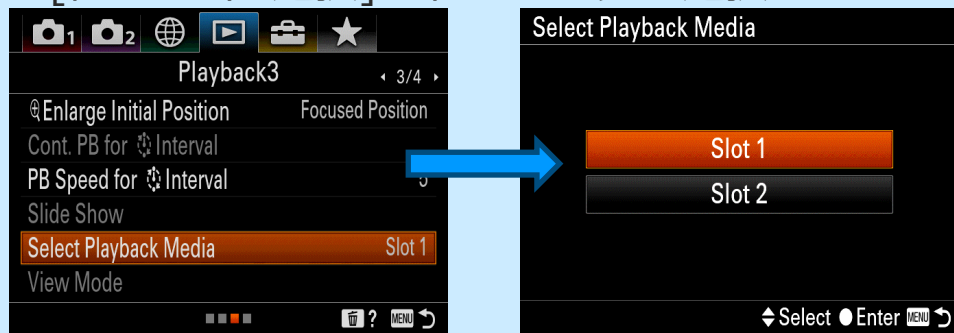 1 2
Playback3 3/4
Enlarge Initial Position Focused Position
Cont. PB for Interval
PB Speed for Interval
Slide Show
Select Playback Media Slot 1
View Mode
? MENU
Select Playback Media
Slot 1
Slot 2
Select Enter MENU